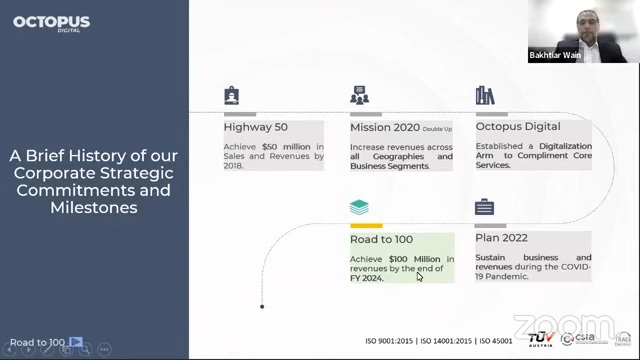 OCTOPUS
DIGITAL
Bakhtiar Wain
A Brief History of our
Corporate Strategic
Commitments and
Milestones
Highway 50
Achieve $50 million in
Sales and Revenues by
2018.
Mission 2020 Double Up
Increase revenues across
all Geographies and
Business Segments.
Octopus Digital
Established a Digitalization
Arm to Compliment Core
Services.
Road to 100
Achieve $100 Million in
revenues by the end of
FY 2024.
Plan 2022
Sustain business and
revenues during the COVID-
19 Pandemic.
zoom
Road to 100
ISO 9001:2015 | ISO 14001:2015 | ISO 45001
TÜV
AUSTRIA
csia
TRACE